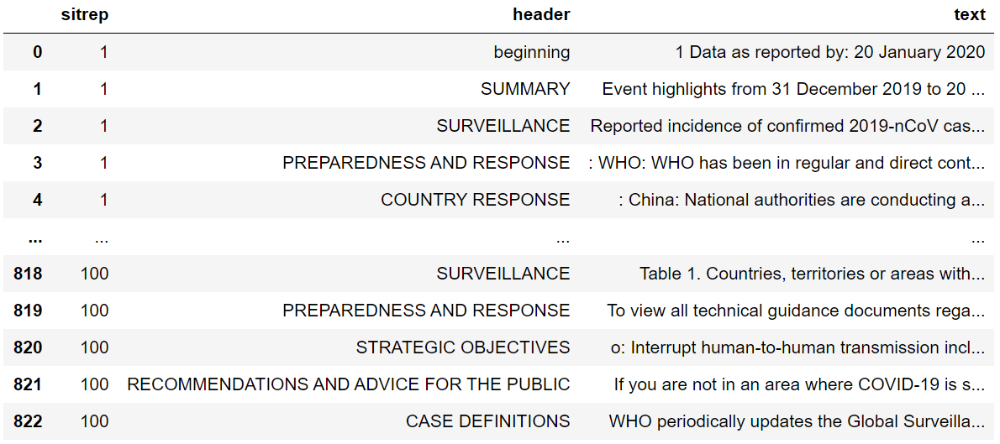 sitrep header text
0 1 beginning 1 Data as reported by: 20 January 2020
1 1 SUMMARY Event highlights from 31 December 2019 to 20 ...
2 1 SURVEILLANCE Reported incidence of confirmed 2019-nCoV cas...
3 1 PREPAREDNESS AND RESPONSE : WHO: WHO has been in regular and direct cont...
4 1 COUNTRY RESPONSE : China: National authorities are conducting a...
... ... ... ...
818 100 SURVEILLANCE Table 1. Countries, territories or areas with...
819 100 PREPAREDNESS AND RESPONSE To view all technical guidance documents rega...
820 100 STRATEGIC OBJECTIVES o: Interrupt human-to-human transmission incl...
821 100 RECOMMENDATIONS AND ADVICE FOR THE PUBLIC If you are not in an area where COVID-19 is s...
822 100 CASE DEFINITIONS WHO periodically updates the Global Surveilla...